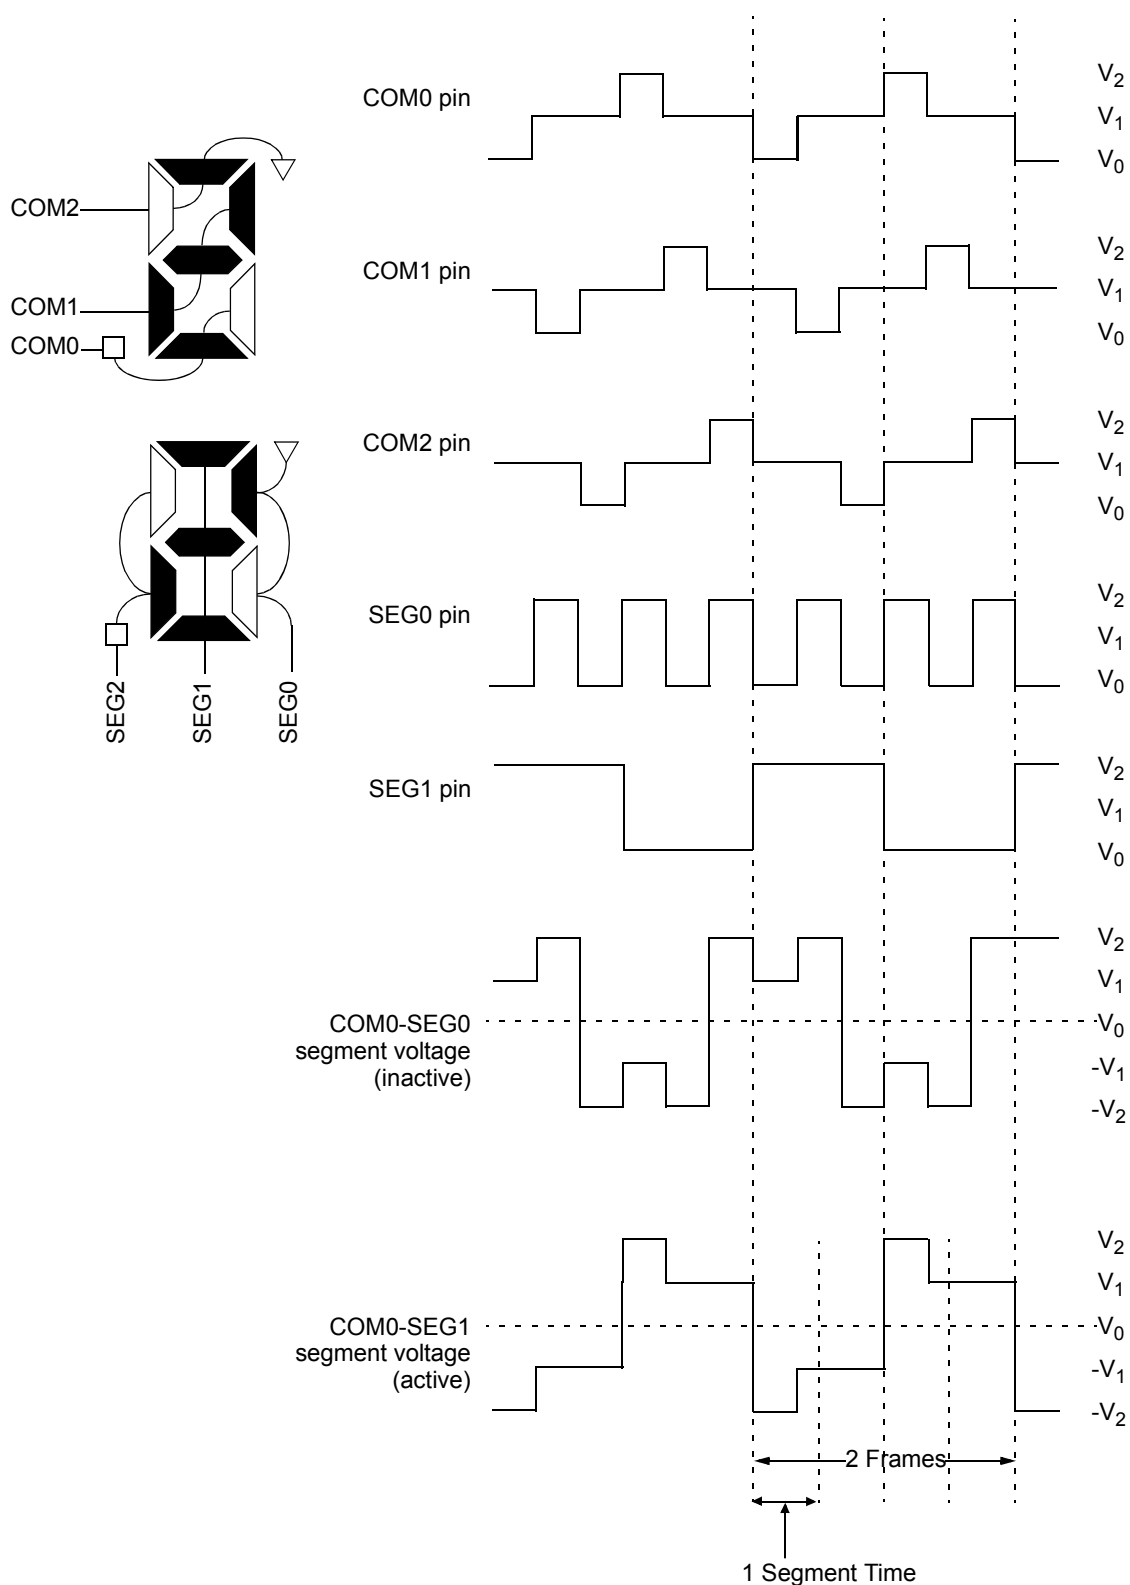 COM0 pin
V2
V1
V0
COM2
COM1
COM0
COM1 pin
V2
V1
V0
COM2 pin
V2
V1
V0
SEG2
SEG1
SEG0
SEG0 pin
V2
V1
V0
SEG1 pin
V2
V1
V0
COM0-SEG0
segment voltage
(inactive)
V2
V1
V0
-V1
-V2
COM0-SEG1
segment voltage
(active)
V2
V1
V0
-V1
-V2
2 Frames
1 Segment Time